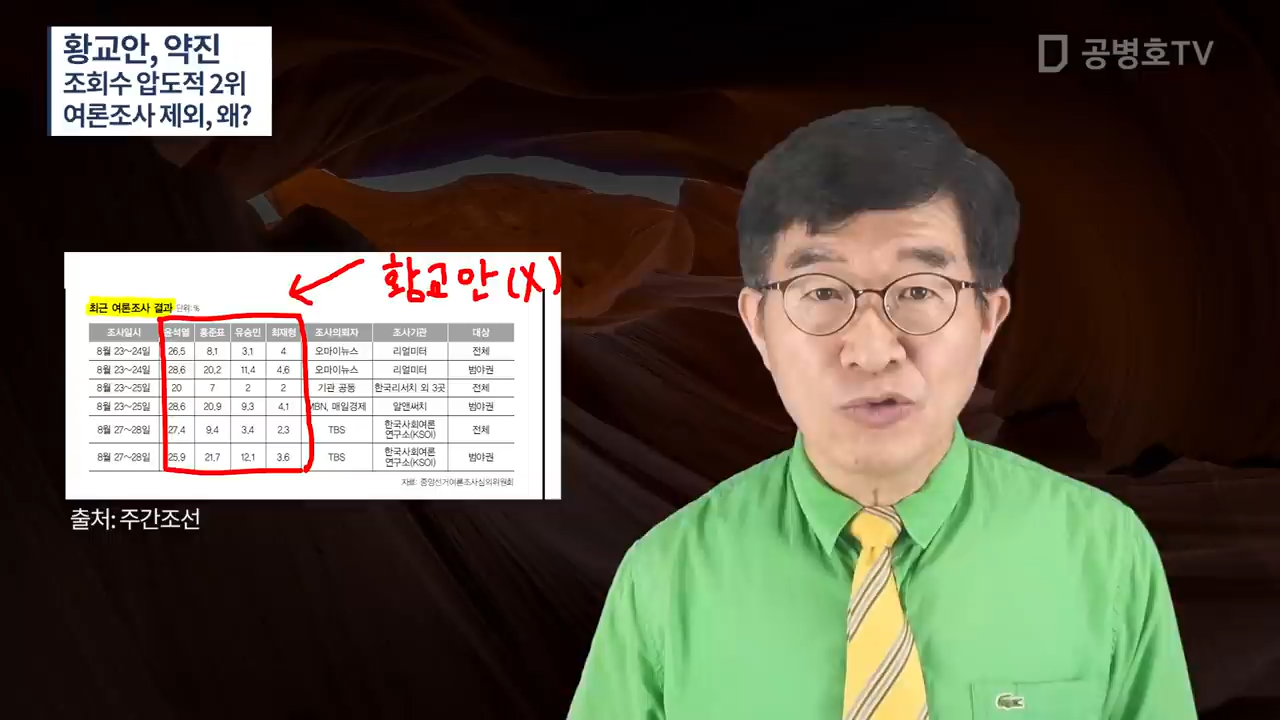 황교안, 약진
조회수 압도적 2위
여론조사 제외, 왜?
공병호TV
황교안(X)
최근 여론조사 결과 단위: %
조사일시 윤석열 홍준표 유승민 최재형 조사의뢰자 조사기관 대상
8월 23~24일 26.5 8.1 3.1 4 오마이뉴스 리얼미터 전체
8월 23~24일 28.6 20.2 11.4 4.6 오마이뉴스 리얼미터 범야권
8월 23~25일 20 7 2 2 기관 공동 한국리서치 외 3곳 전체
8월 23~25일 28.6 20.9 9.3 4.1 MBN, 매일경제 알앤써치 범야권
8월 27~28일 27.4 9.4 3.4 2.3 TBS 한국사회여론
연구소(KSOI) 전체
8월 27~28일 25.9 21.7 12.1 3.6 TBS 한국사회여론
연구소(KSOI) 범야권
자료: 중앙선거여론조사심의위원회
출처: 주간조선